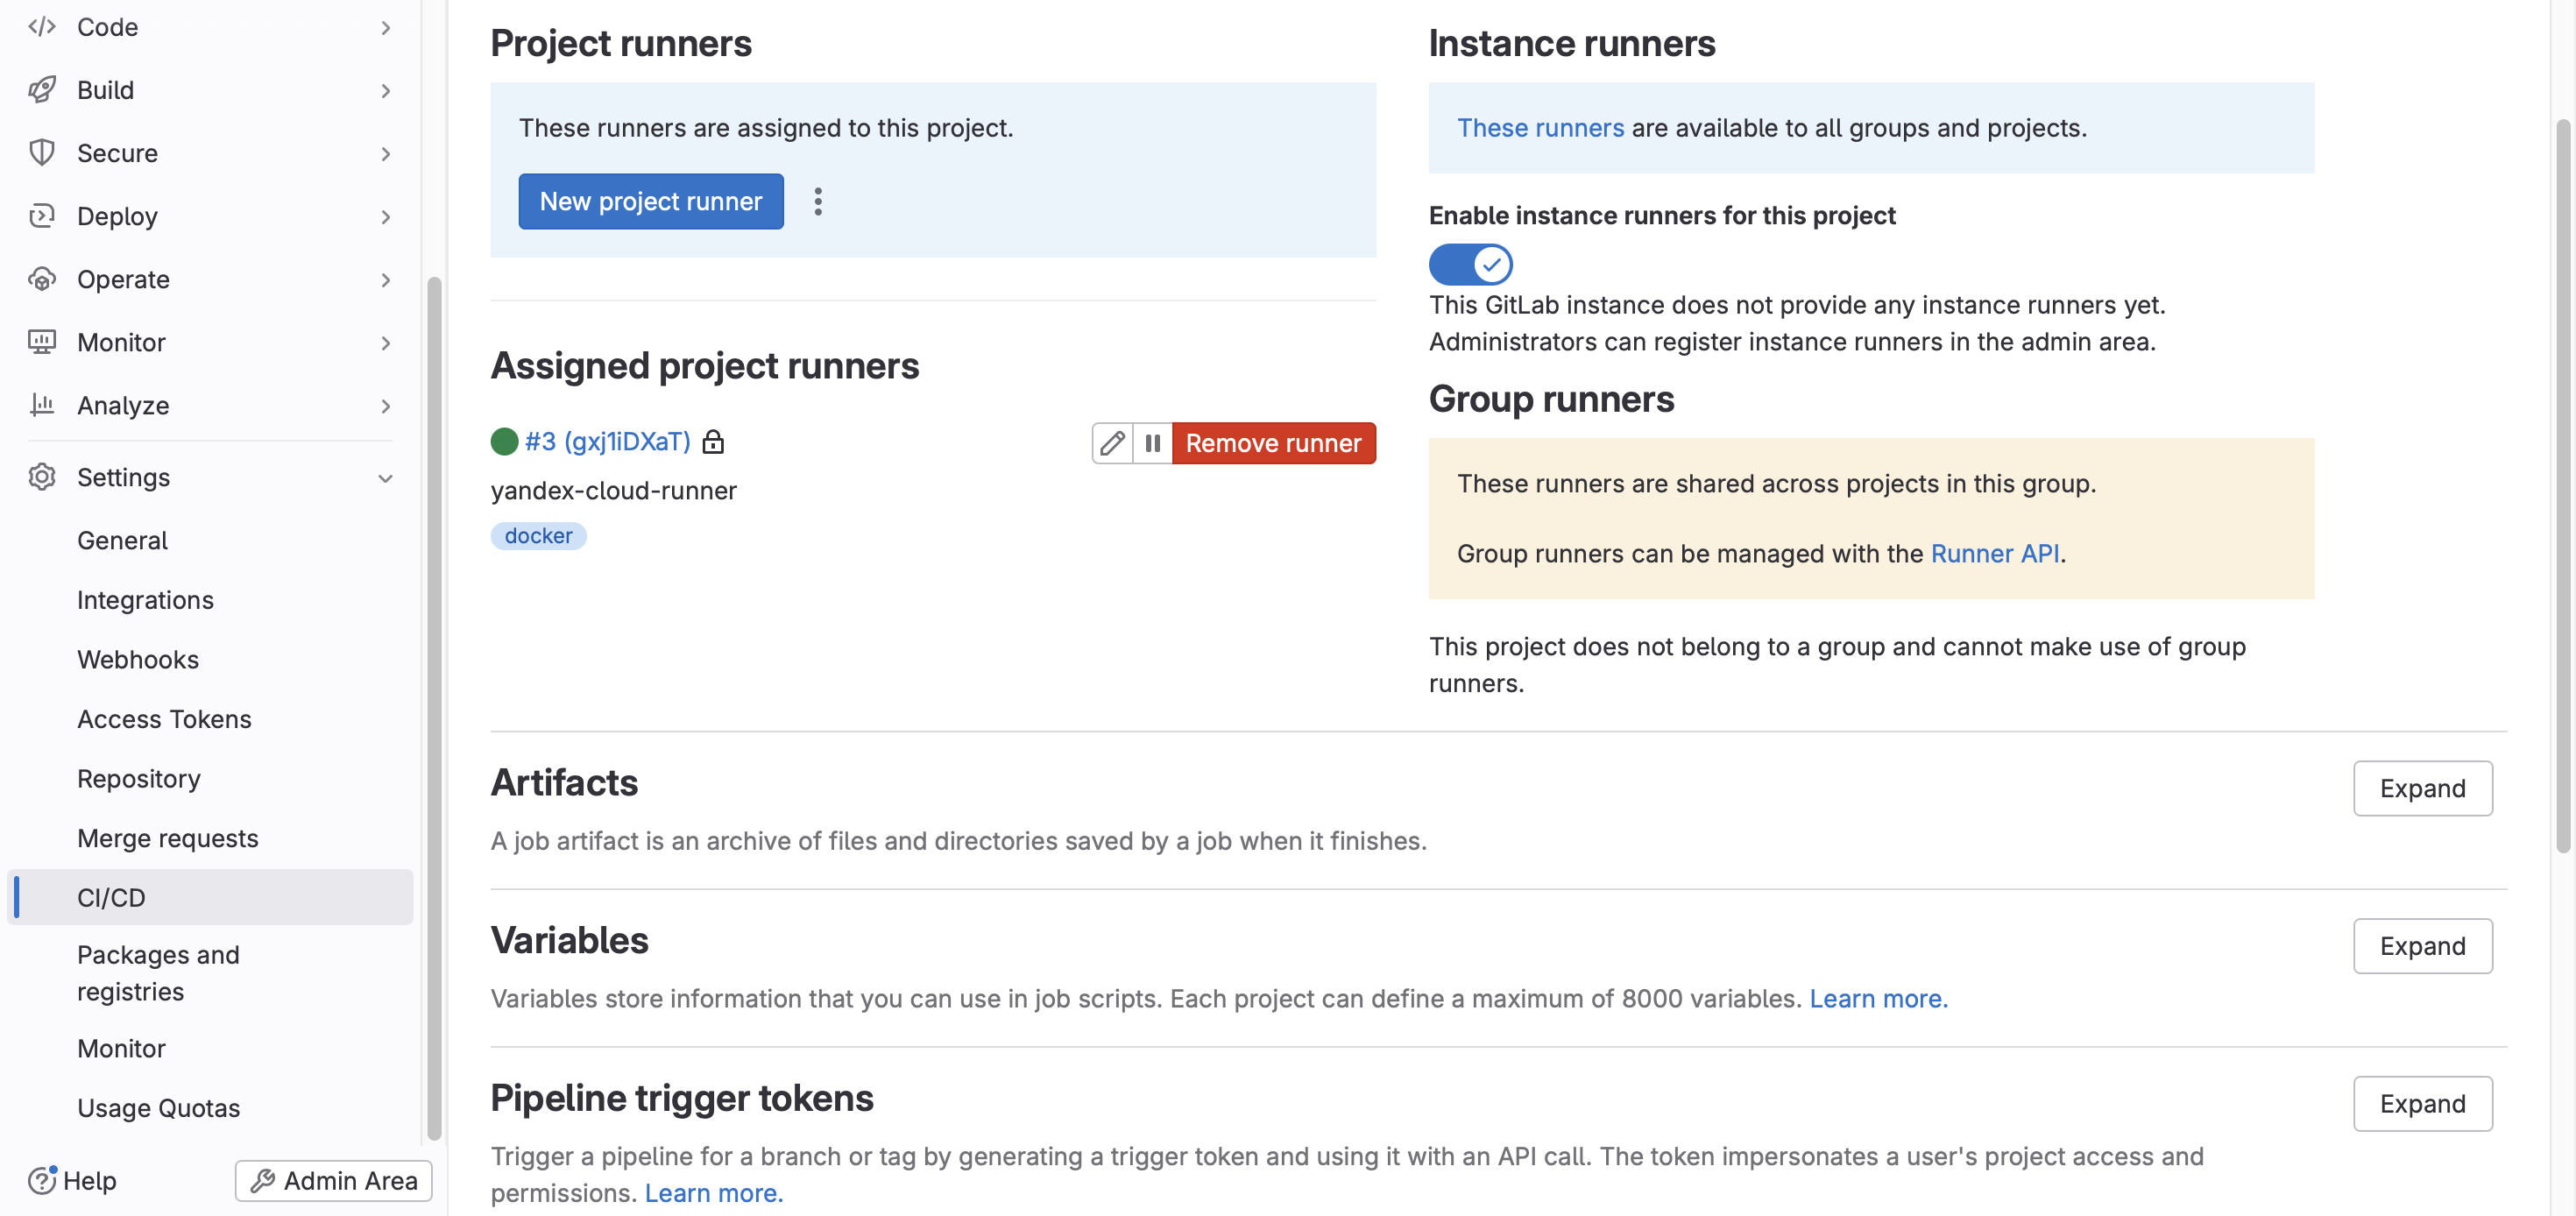 Code
Build
Secure
Deploy
Operate
Monitor
Analyze
Settings
General
Integrations
Webhooks
Access Tokens
Repository
Merge requests
CI/CD
Packages and
registries
Monitor
Usage Quotas
Help
Admin Area
Project runners
These runners are assigned to this project.
New project runner
Assigned project runners
#3 (gxj1iDXaT)
Remove runner
yandex-cloud-runner
docker
Instance runners
These runners are available to all groups and projects.
Enable instance runners for this project
This GitLab instance does not provide any instance runners yet.
Administrators can register instance runners in the admin area.
Group runners
These runners are shared across projects in this group.
Group runners can be managed with the Runner API.
This project does not belong to a group and cannot make use of group
runners.
Artifacts
Expand
A job artifact is an archive of files and directories saved by a job when it finishes.
Variables
Expand
Variables store information that you can use in job scripts. Each project can define a maximum of 8000 variables. Learn more.
Pipeline trigger tokens
Expand
Trigger a pipeline for a branch or tag by generating a trigger token and using it with an API call. The token impersonates a user's project access and
permissions. Learn more.